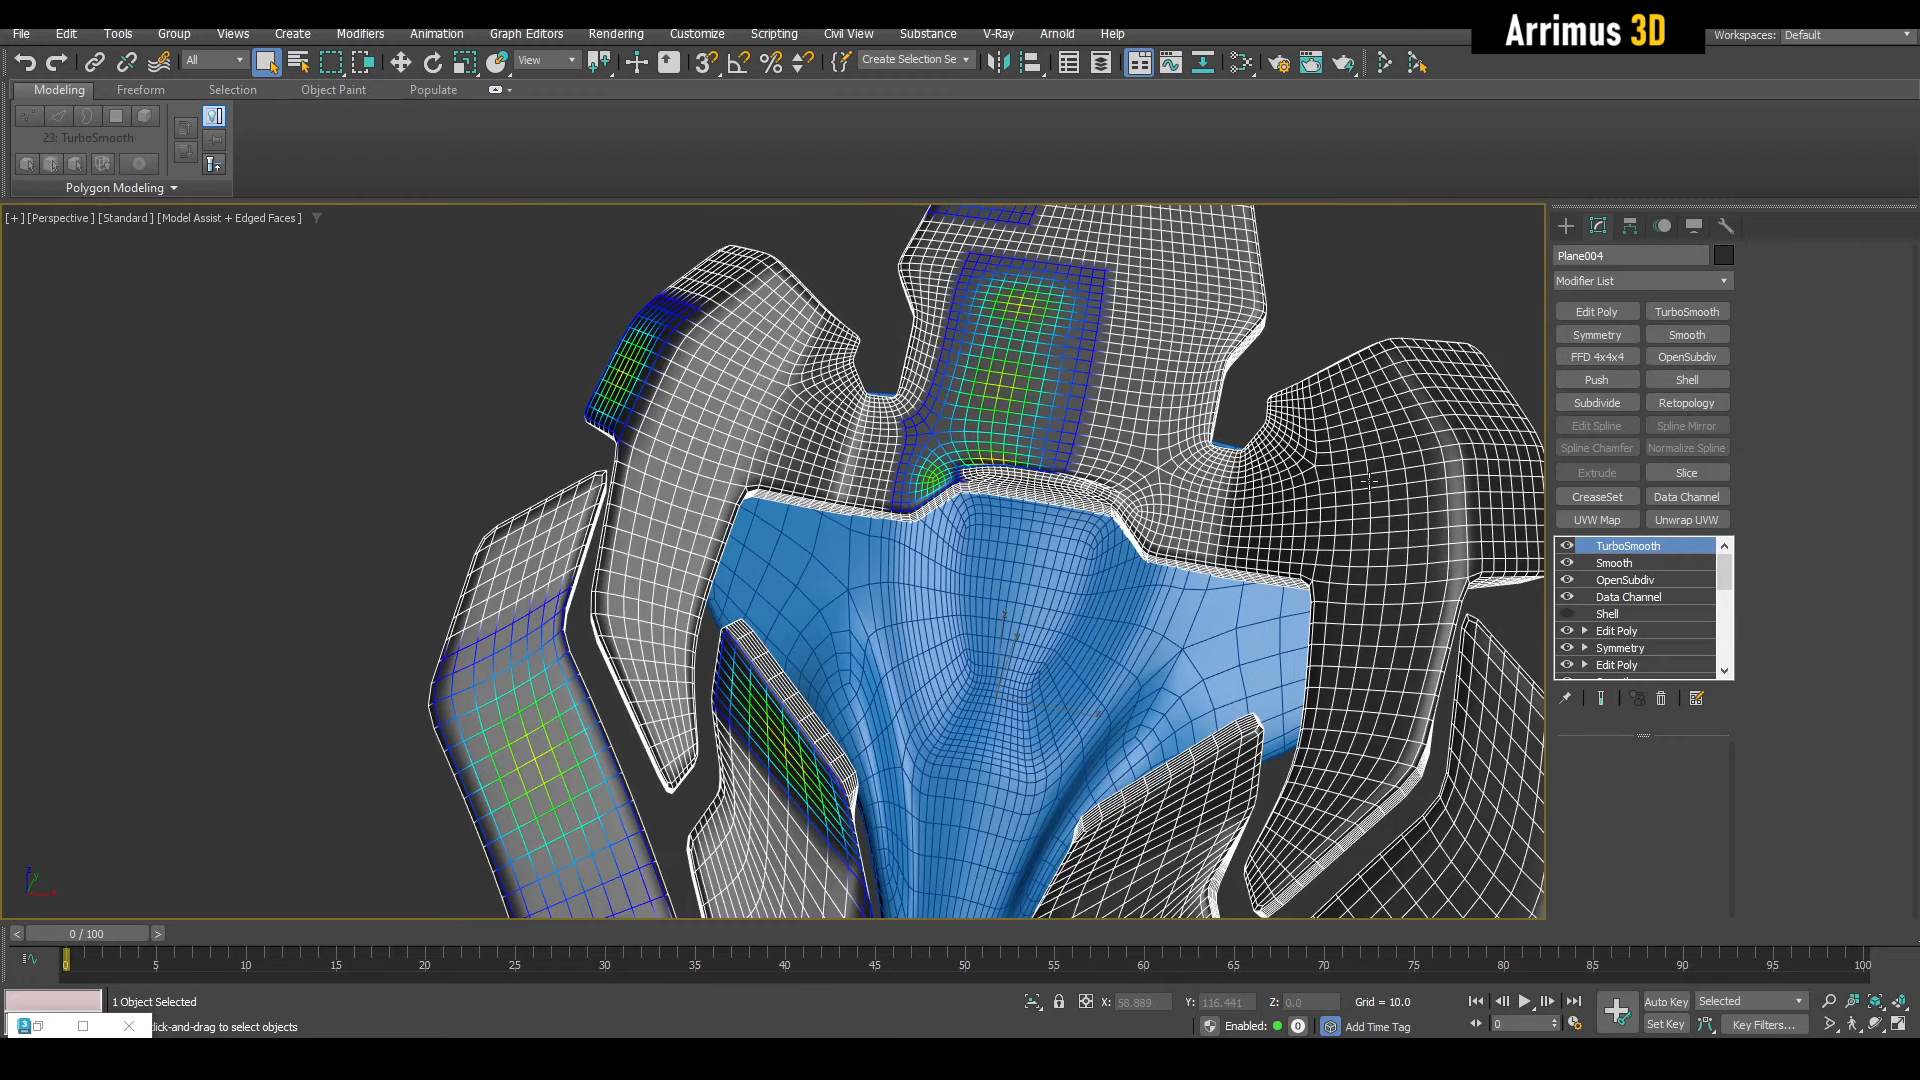 Arrimus 3D
File Edit Tools Group Views Create Modifiers Animation Graph Editors Rendering Customize Scripting Civil View Substance V-Ray Arnold Help
Workspaces: Default
All
View
Create Selection Se
Modeling Freeform Selection Object Paint Populate
23: TurboSmooth
Polygon Modeling
[+] [Perspective ] [Standard ] [Model Assist + Edged Faces ]
Plane004
Modifier List
Edit Poly TurboSmooth
Symmetry Smooth
FFD 4x4x4 OpenSubdiv
Push Shell
Subdivide Retopology
Edit Spline Spline Mirror
Spline Chamfer Normalize Spline
Extrude Slice
CreaseSet Data Channel
UVW Map Unwrap UVW
TurboSmooth
Smooth
OpenSubdiv
Data Channel
Shell
Edit Poly
Symmetry
Edit Poly
< 0 / 100 >
0 5 10 15 20 25 30 35 40 45 50 55 60 65 70 75 80 85 90 95 100
1 Object Selected
X: 58.889 Y: 116.441 Z: 0.0 Grid = 10.0
Auto Key Selected
click-and-drag to select objects
Enabled: 0 Add Time Tag
0
Set Key Key Filters...